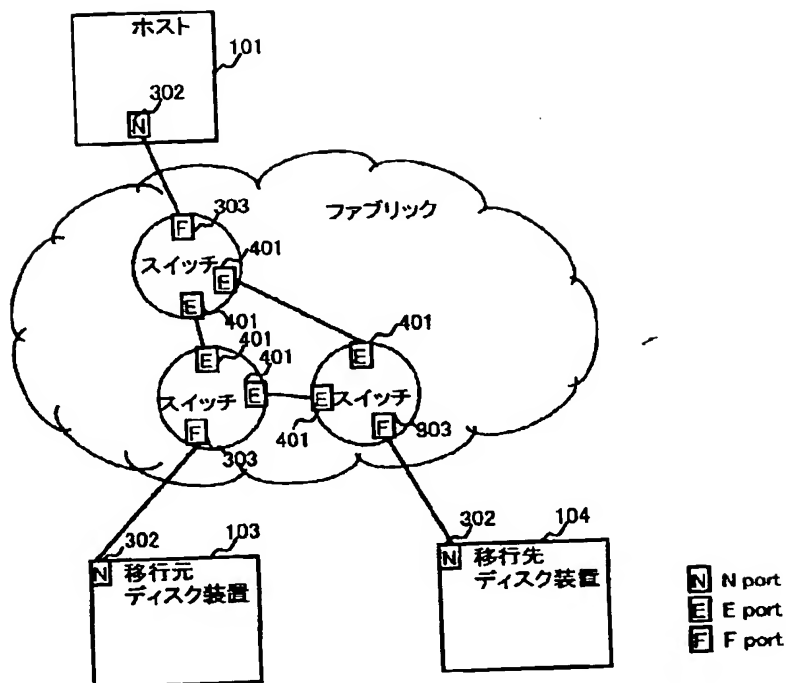 ホスト
101
302
N
ファブリック
F
303
スイッチ
401
E
E
401
401
E
401
401
E
E
E
スイッチ
スイッチ
401
F
303
F
303
302
103
N
移行元
ディスク装置
302
104
N
移行先
ディスク装置
N N port
E E port
F F port